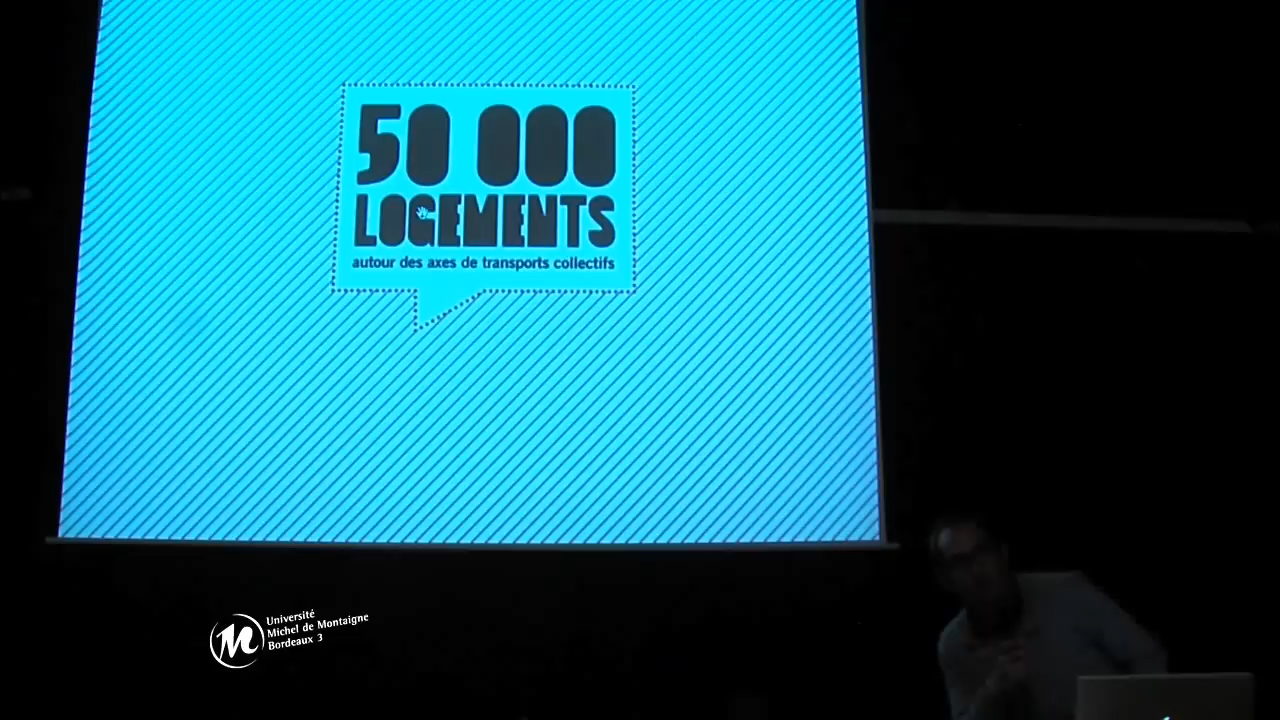 50 000
LOGEMENTS
autour des axes de transports collectifs
Université
Michel de Montaigne
Bordeaux 3